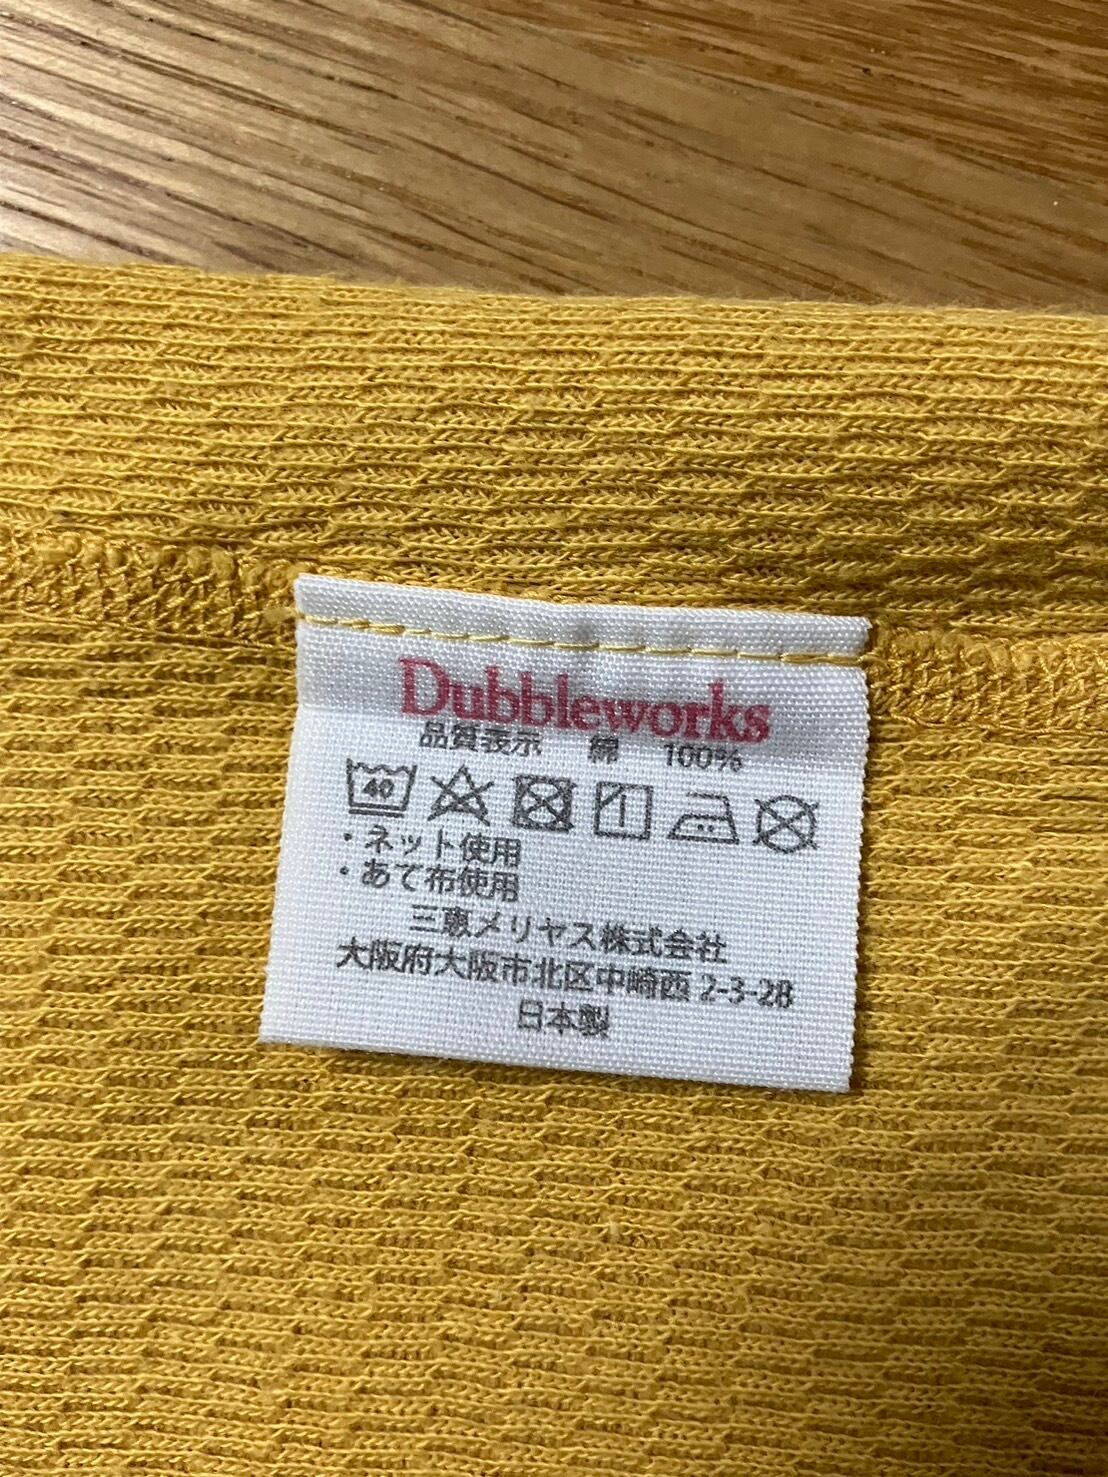 Dubbleworks
品質表示 綿 100%
40
・ネット使用
・あて布使用
三恵メリヤス株式会社
大阪府大阪市北区中崎西 2-3-28
日本製